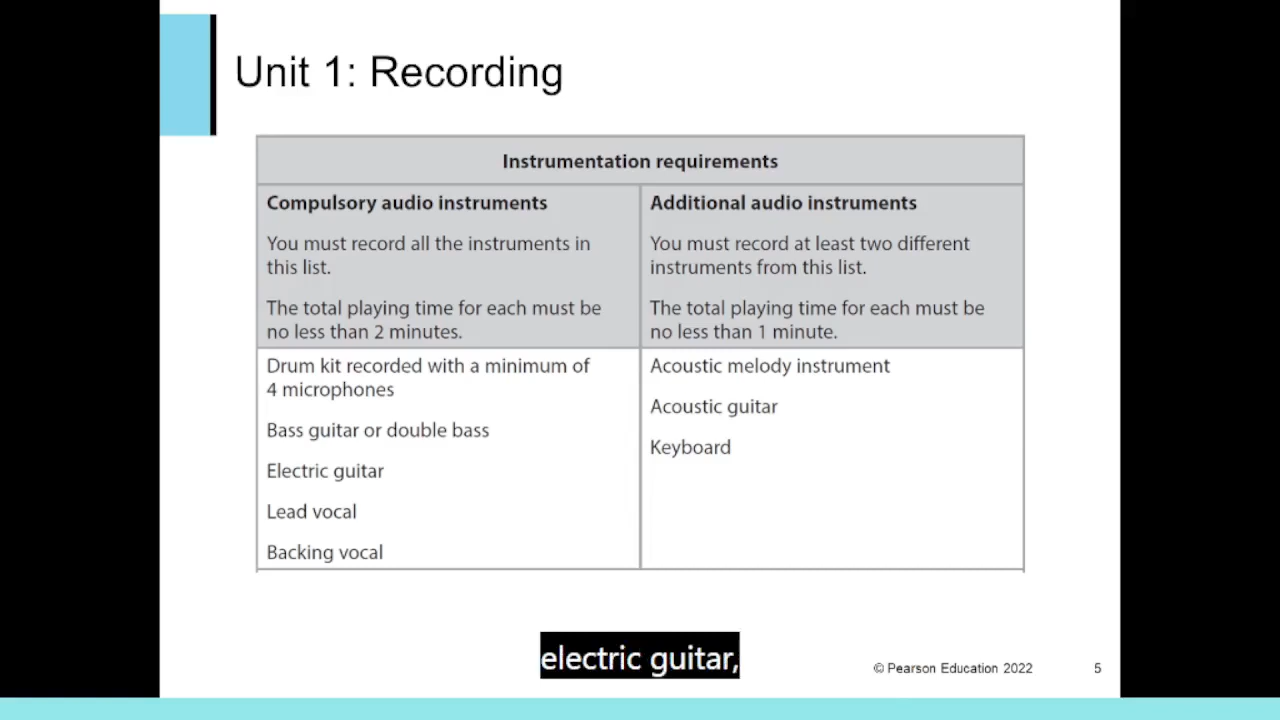 Unit 1: Recording
Instrumentation requirements
Compulsory audio instruments
You must record all the instruments in
this list.
The total playing time for each must be
no less than 2 minutes.
Additional audio instruments
You must record at least two different
instruments from this list.
The total playing time for each must be
no less than 1 minute.
Drum kit recorded with a minimum of
4 microphones
Bass guitar or double bass
Electric guitar
Lead vocal
Backing vocal
Acoustic melody instrument
Acoustic guitar
Keyboard
electric guitar,
© Pearson Education 2022
5